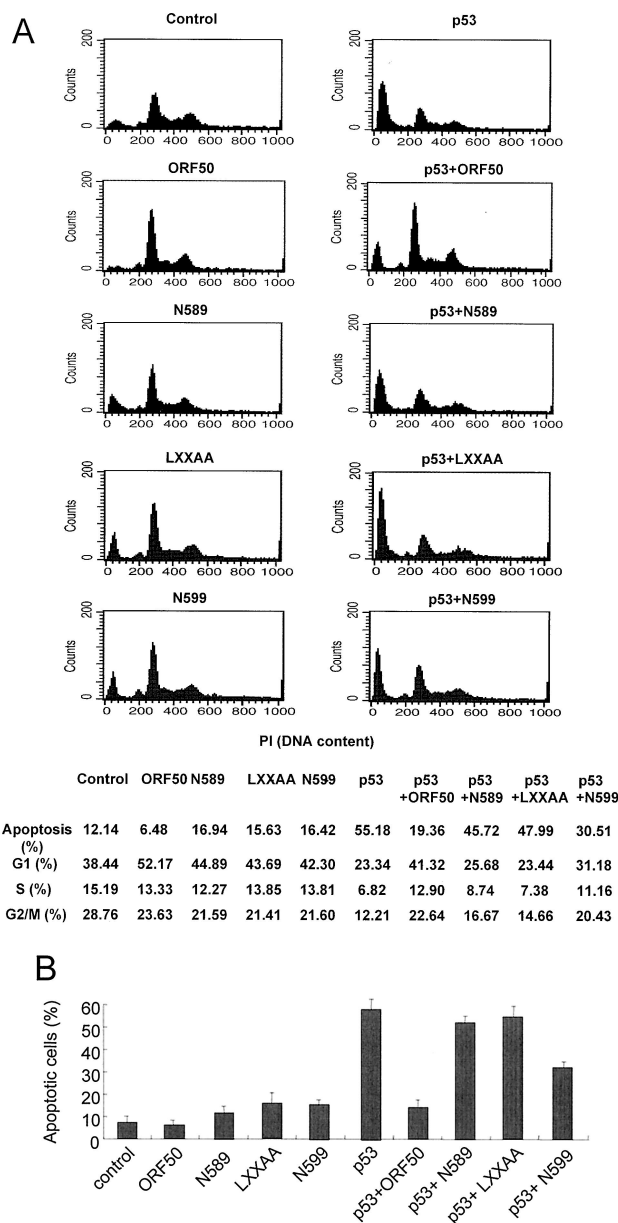 A
Control
p53
200
Counts
0
0 200 400 600 800 1000
200
Counts
0
0 200 400 600 800 1000
ORF50
p53+ORF50
200
Counts
0
0 200 400 600 800 1000
200
Counts
0
0 200 400 600 800 1000
N589
p53+N589
200
Counts
0
0 200 400 600 800 1000
200
Counts
0
0 200 400 600 800 1000
LXXAA
p53+LXXAA
200
Counts
0
0 200 400 600 800 1000
200
Counts
0
0 200 400 600 800 1000
N599
p53+N599
200
Counts
0
0 200 400 600 800 1000
200
Counts
0
0 200 400 600 800 1000
PI (DNA content)
Control ORF50 N589 LXXAA N599 p53 p53 p53 p53 p53
+ORF50 +N589 +LXXAA +N599
Apoptosis 12.14 6.48 16.94 15.63 16.42 55.18 19.36 45.72 47.99 30.51
(%)
G1 (%) 38.44 52.17 44.89 43.69 42.30 23.34 41.32 25.68 23.44 31.18
S (%) 15.19 13.33 12.27 13.85 13.81 6.82 12.90 8.74 7.38 11.16
G2/M (%) 28.76 23.63 21.59 21.41 21.60 12.21 22.64 16.67 14.66 20.43
B
Apoptotic cells (%)
60
50
40
30
20
10
0
control
ORF50
N589
LXXAA
N599
p53
p53+ORF50
p53+ N589
p53+ LXXAA
p53+ N599